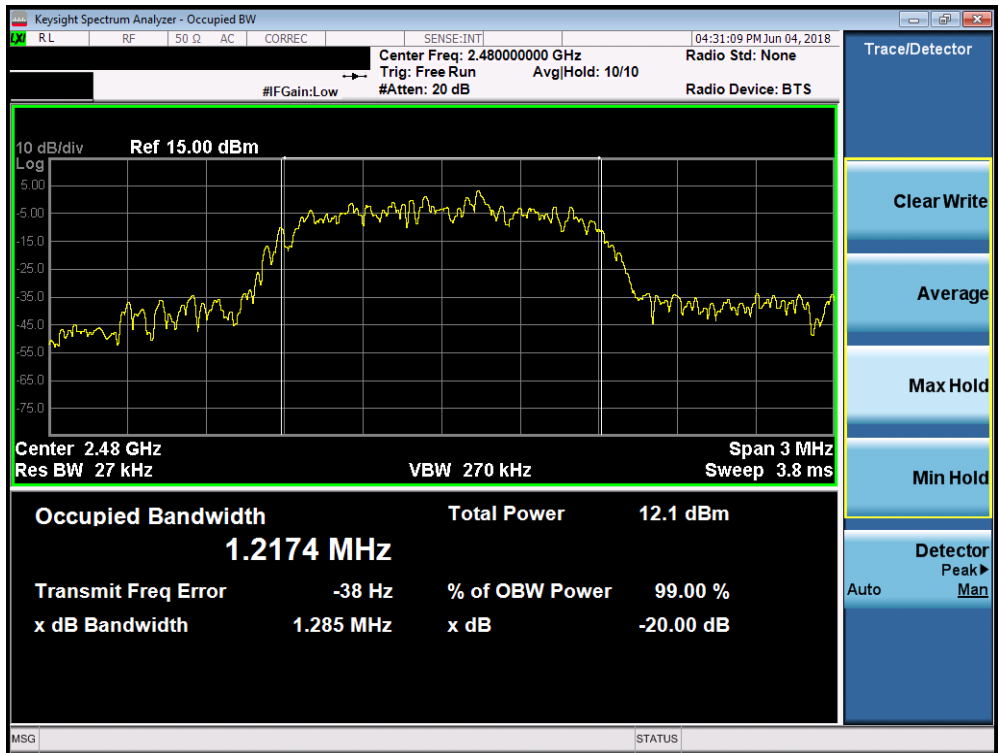 Keysight Spectrum Analyzer - Occupied BW
LXI RL RF 50 Ω AC CORREC SENSE:INT 04:31:09 PM Jun 04, 2018
Center Freq: 2.480000000 GHz Radio Std: None
Trig: Free Run Avg|Hold: 10/10
#IFGain:Low #Atten: 20 dB Radio Device: BTS
10 dB/div Ref 15.00 dBm
Log
5.00
-5.00
-15.0
-25.0
-35.0
-45.0
-55.0
-65.0
-75.0
Center 2.48 GHz Span 3 MHz
Res BW 27 kHz VBW 270 kHz Sweep 3.8 ms
Occupied Bandwidth Total Power 12.1 dBm
1.2174 MHz
Transmit Freq Error -38 Hz % of OBW Power 99.00 %
x dB Bandwidth 1.285 MHz x dB -20.00 dB
MSG STATUS
Trace/Detector
Clear Write
Average
Max Hold
Min Hold
Detector
Peak▶
Auto Man